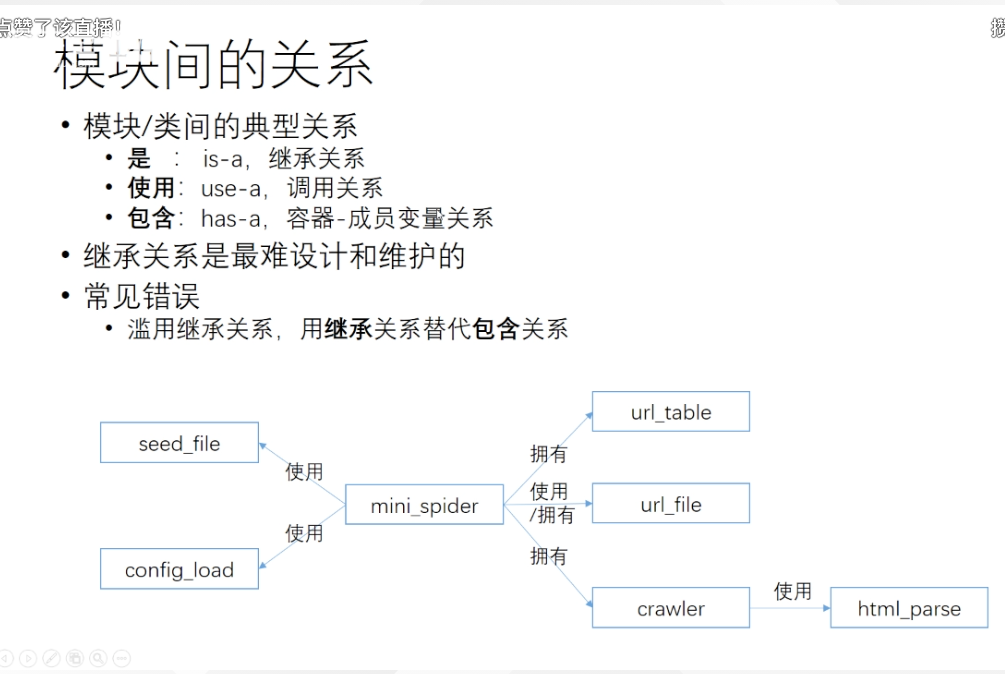 点赞了该直播!
模块间的关系
• 模块/类间的典型关系
• 是 : is-a, 继承关系
• 使用: use-a, 调用关系
• 包含: has-a, 容器-成员变量关系
• 继承关系是最难设计和维护的
• 常见错误
• 滥用继承关系, 用继承关系替代包含关系
url_table
seed_file
拥有
使用
使用
/拥有
mini_spider
url_file
使用
拥有
config_load
使用
crawler
html_parse